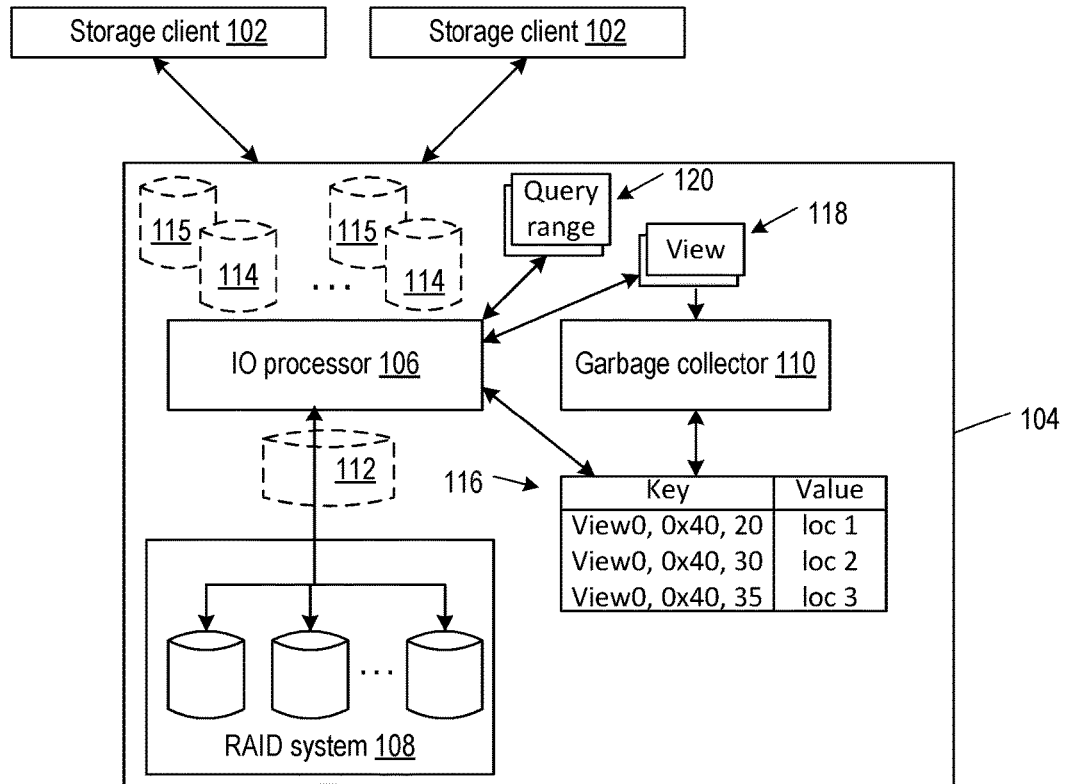 Storage client 102
Storage client 102
120
Query
range
118
115
115
View
114
. . .
114
IO processor 106
Garbage collector 110
104
112
116
Key Value
View0, 0x40, 20 loc 1
View0, 0x40, 30 loc 2
View0, 0x40, 35 loc 3
. . .
RAID system 108